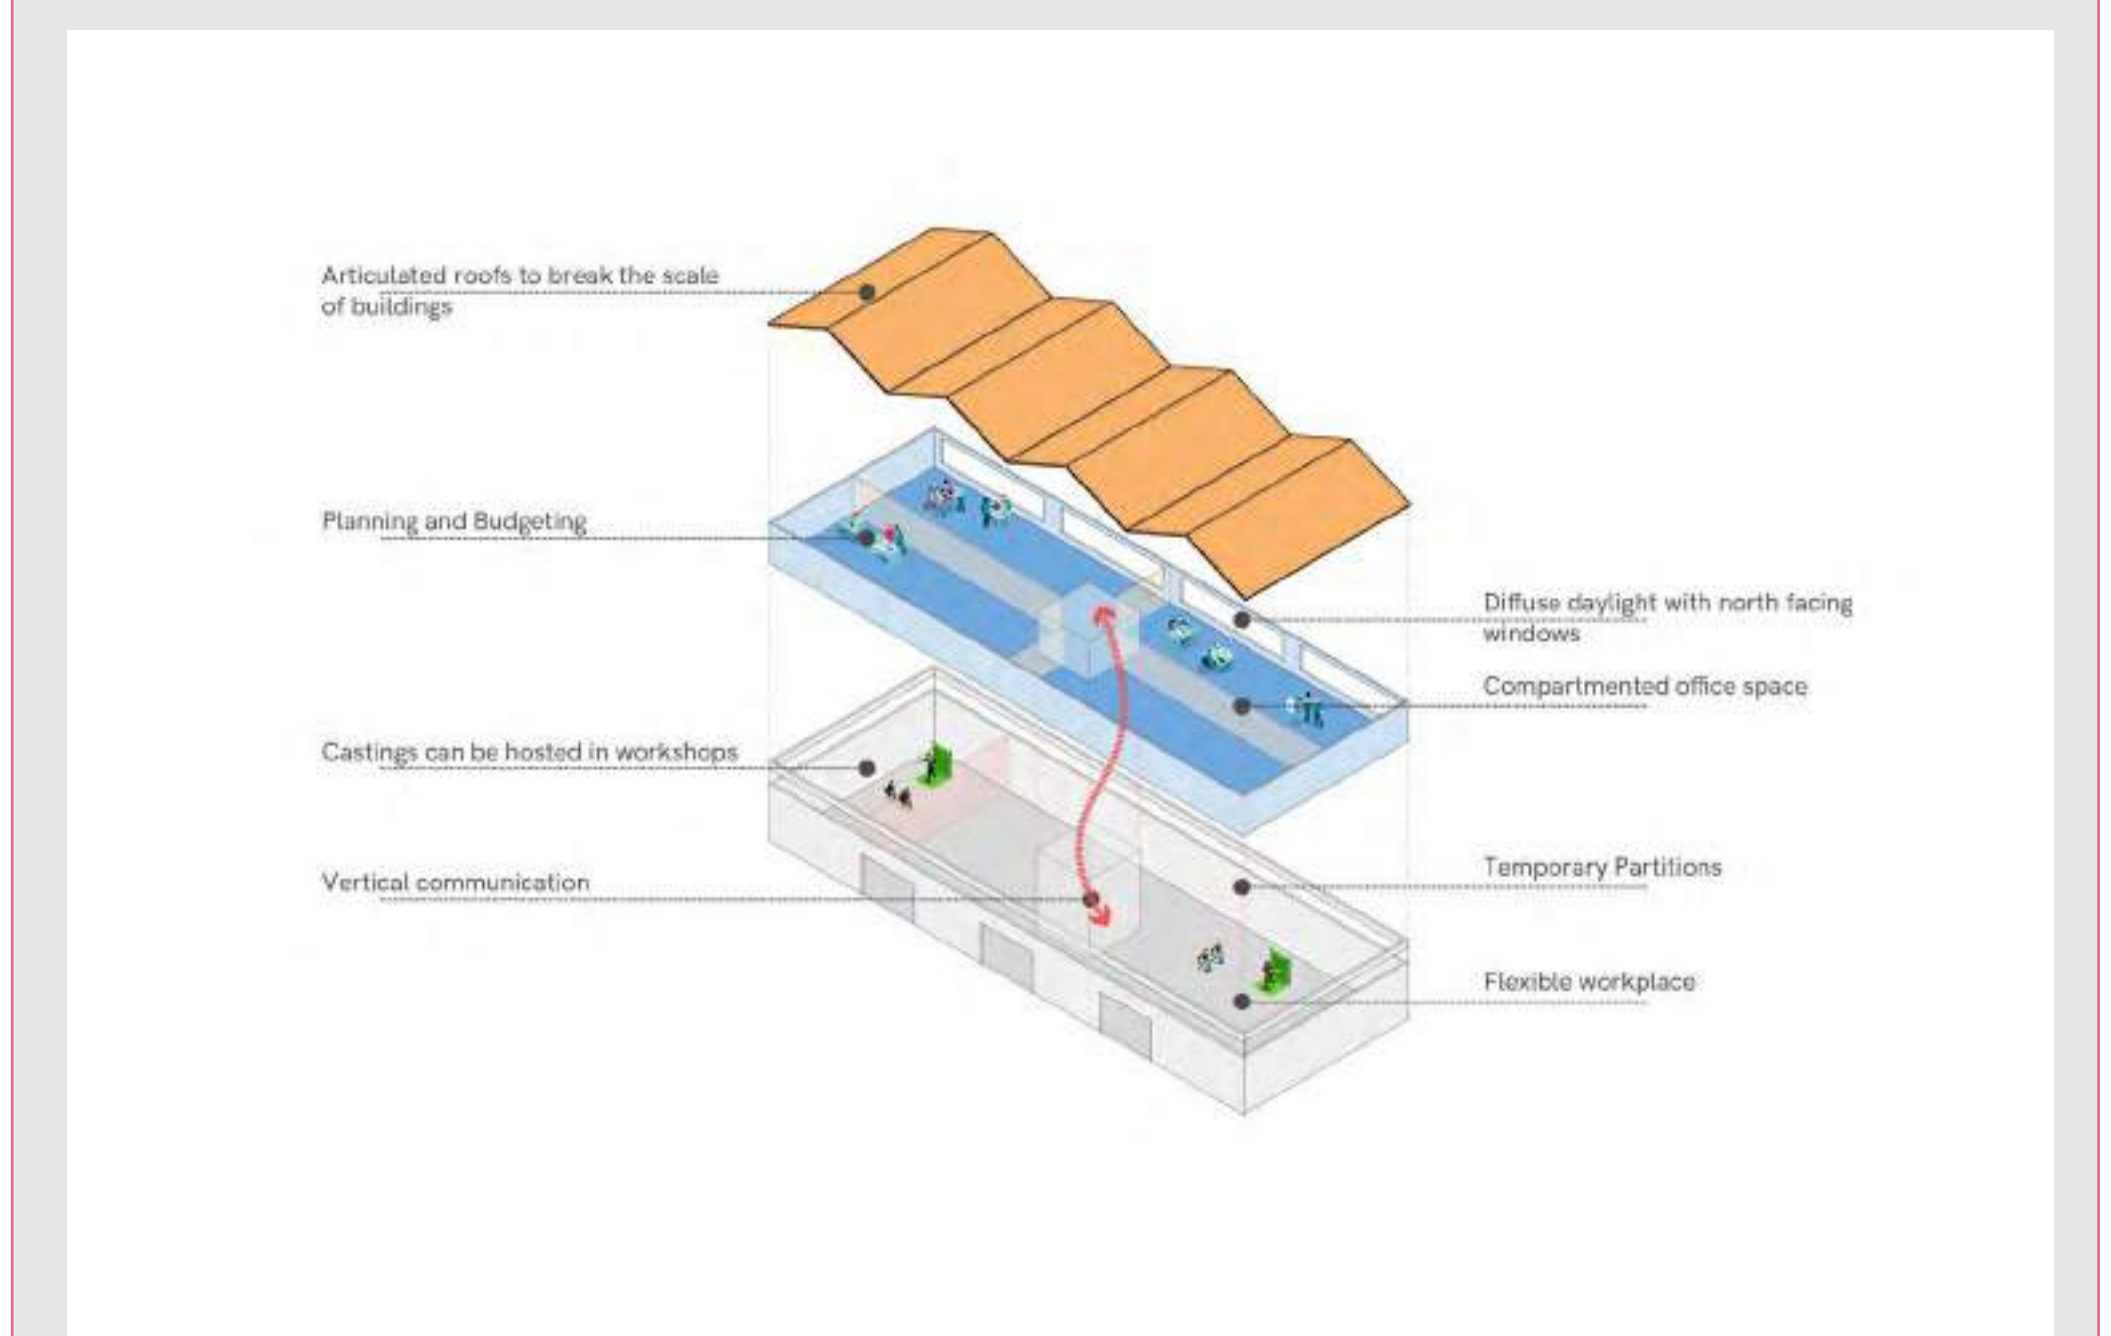 Articulated roofs to break the scale
of buildings
Planning and Budgeting
Castings can be hosted in workshops
Vertical communication
Diffuse daylight with north facing
windows
Compartmented office space
Temporary Partitions
Flexible workplace